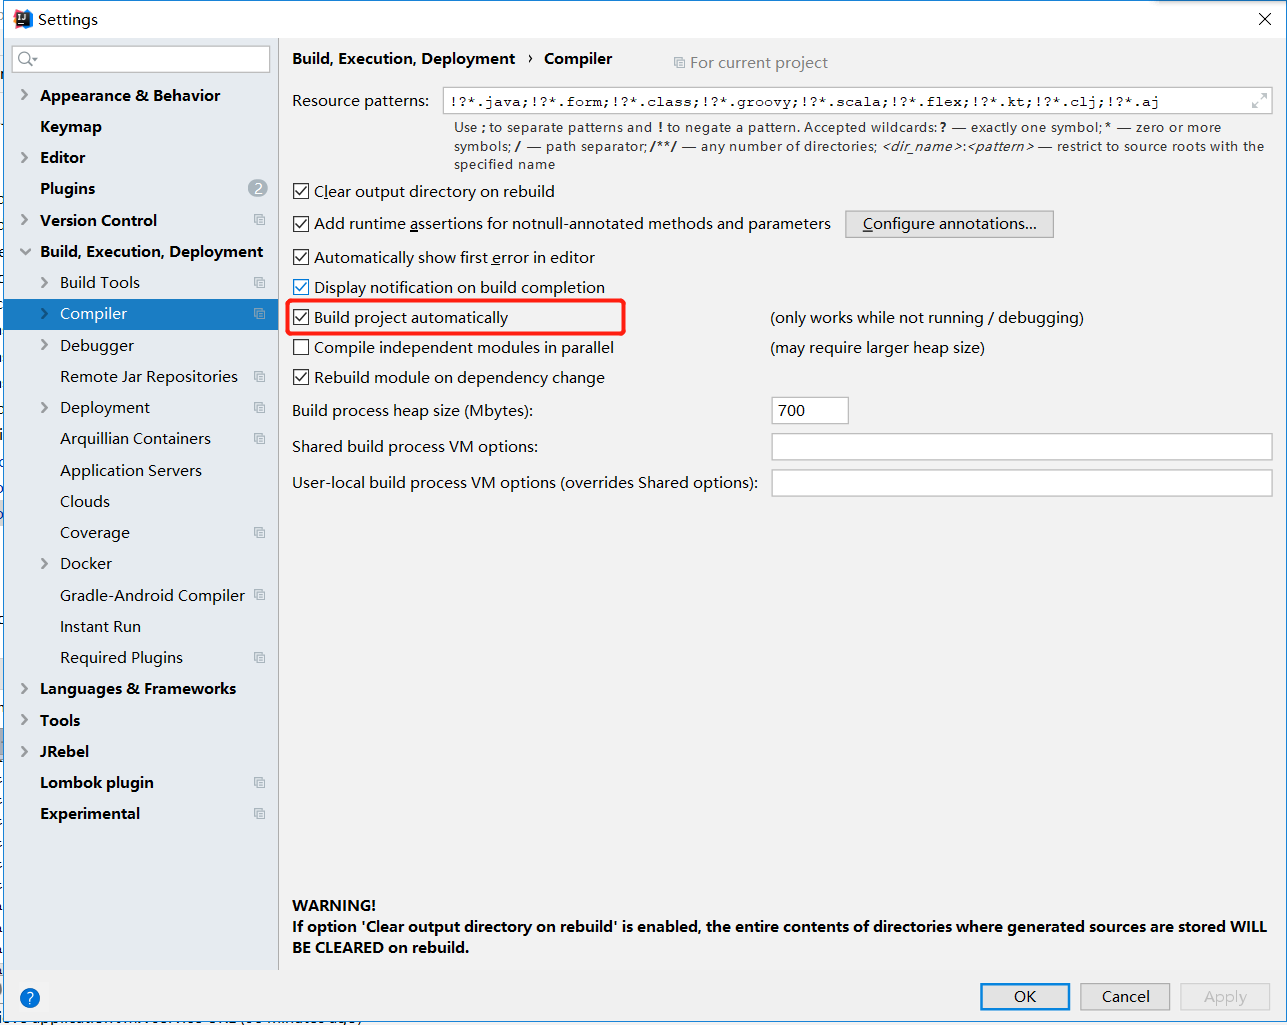 Settings
Build, Execution, Deployment › Compiler
For current project
Appearance & Behavior
Keymap
Editor
Plugins 2
Version Control
Build, Execution, Deployment
Build Tools
Compiler
Debugger
Remote Jar Repositories
Deployment
Arquillian Containers
Application Servers
Clouds
Coverage
Docker
Gradle-Android Compiler
Instant Run
Required Plugins
Languages & Frameworks
Tools
JRebel
Lombok plugin
Experimental
Resource patterns: !?*.java;!?*.form;!?*.class;!?*.groovy;!?*.scala;!?*.flex;!?*.kt;!?*.clj;!?*.aj
Use ; to separate patterns and ! to negate a pattern. Accepted wildcards: ? — exactly one symbol; * — zero or more
symbols; / — path separator; /**/ — any number of directories; <dir_name>:<pattern> — restrict to source roots with the
specified name
Clear output directory on rebuild
Add runtime assertions for notnull-annotated methods and parameters Configure annotations...
Automatically show first error in editor
Display notification on build completion
Build project automatically (only works while not running / debugging)
Compile independent modules in parallel (may require larger heap size)
Rebuild module on dependency change
Build process heap size (Mbytes): 700
Shared build process VM options:
User-local build process VM options (overrides Shared options):
WARNING!
If option 'Clear output directory on rebuild' is enabled, the entire contents of directories where generated sources are stored WILL
BE CLEARED on rebuild.
? OK Cancel Apply